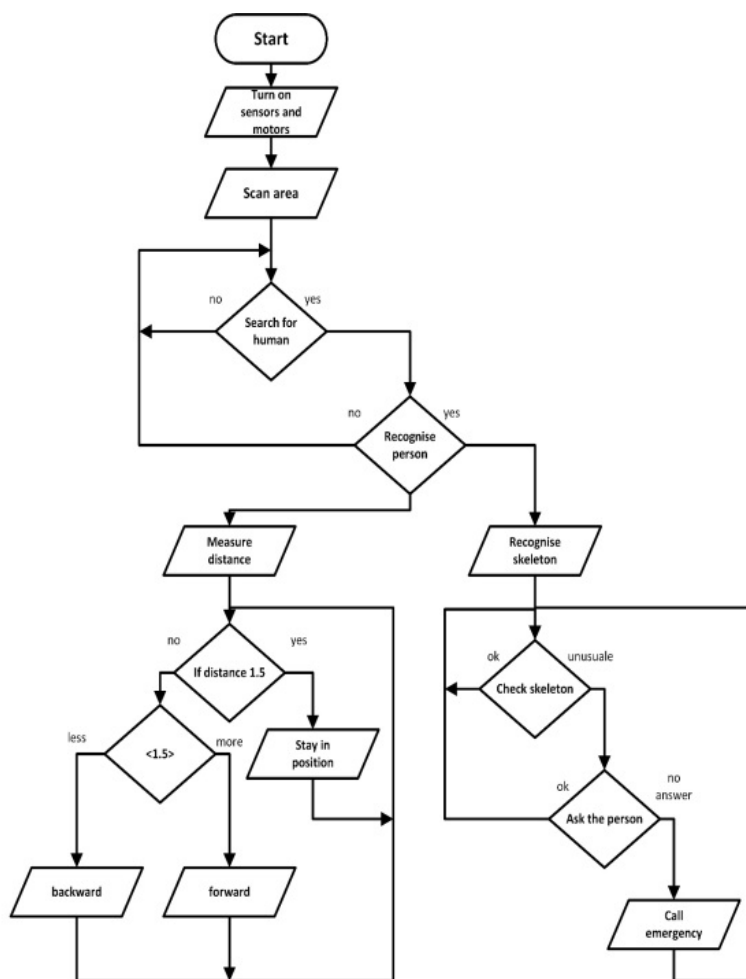 Start
Turn on
sensors and
motors
Scan area
no
yes
Search for
human
no
yes
Recognise
person
Measure
distance
Recognise
skeleton
no
yes
If distance 1.5
ok
unusuale
Check skeleton
less
<1.5>
more
Stay in
position
ok
no
answer
Ask the person
backward
forward
Call
emergency